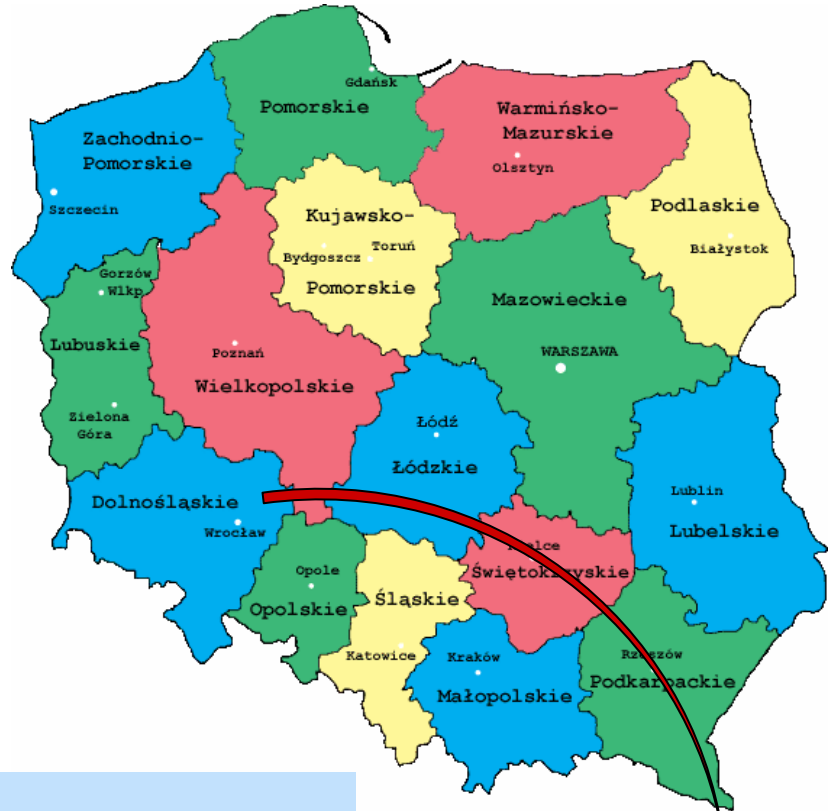 Gdańsk
Pomorskie
Warmińsko-
Mazurskie
Olsztyn
Zachodnio-
Pomorskie
Szczecin
Podlaskie
Białystok
Kujawsko-
Bydgoszcz
Toruń
Pomorskie
Gorzów
Wlkp
Lubuskie
Zielona
Góra
Mazowieckie
WARSZAWA
Poznań
Wielkopolskie
Łódź
Łódzkie
Dolnośląskie
Wrocław
Lublin
Lubelskie
Opole
Opolskie
Śląskie
Katowice
Świętokrzyskie
Kraków
Małopolskie
Rzeszów
Podkarpackie